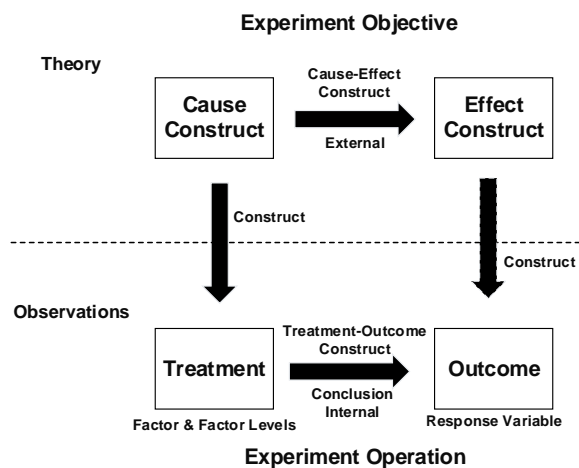 Experiment Objective
Theory
Cause-Effect
Construct
Cause
Construct
Effect
Construct
External
Construct
Construct
Observations
Treatment-Outcome
Construct
Treatment
Outcome
Conclusion
Internal
Factor & Factor Levels
Response Variable
Experiment Operation